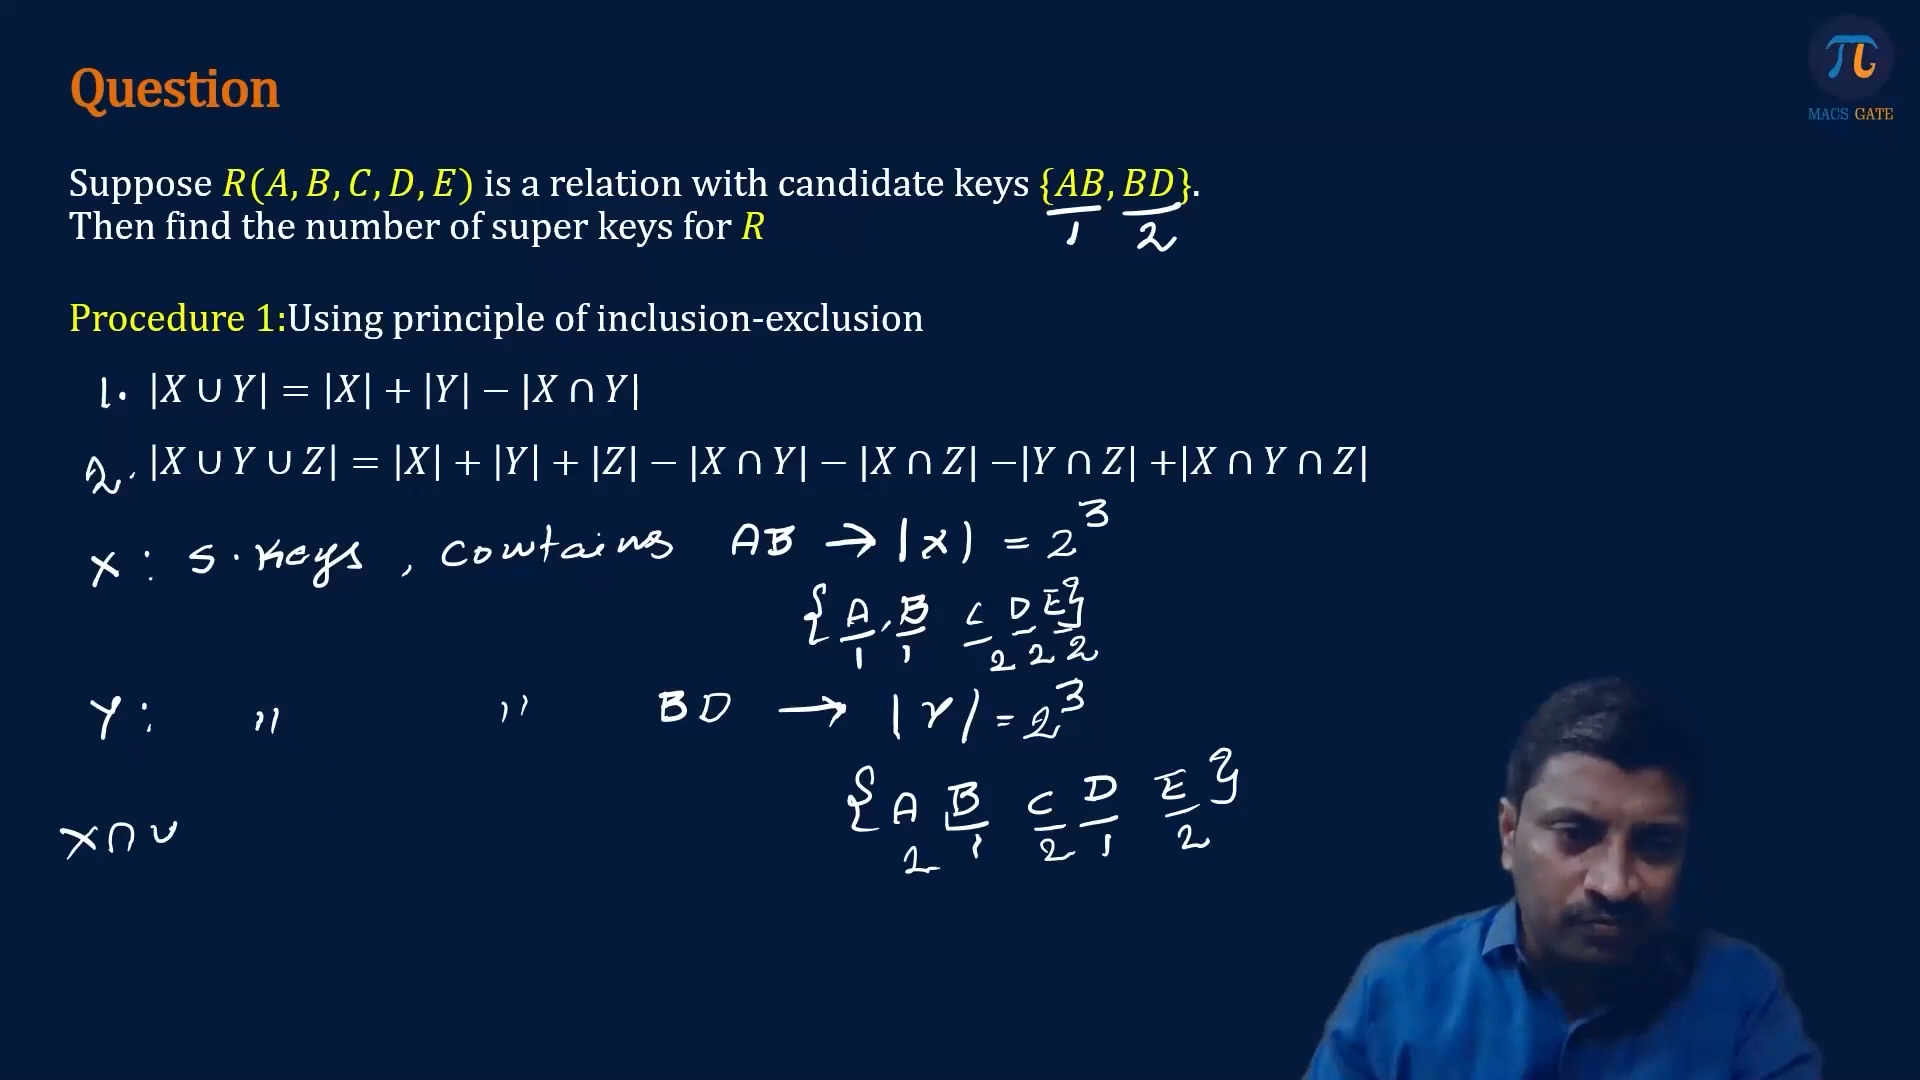 MACS GATE
Question
Suppose R(A, B, C, D, E) is a relation with candidate keys {AB, BD}.
Then find the number of super keys for R
1 2
Procedure 1:Using principle of inclusion-exclusion
1. |X ∪ Y| = |X| + |Y| − |X ∩ Y|
2. |X ∪ Y ∪ Z| = |X| + |Y| + |Z| − |X ∩ Y| − |X ∩ Z| −|Y ∩ Z| +|X ∩ Y ∩ Z|
X : S.keys, contains AB → |X| = 2³
{A, B C D E}
1 1 2 2 2
Y : " " BD → |Y| = 2³
{A B C D E}
2 1 2 1 2
X∩